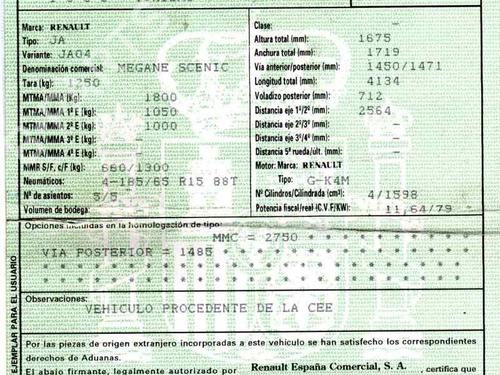 Marca: RENAULT
Tipo: JA
Variante: JA04
Denominación comercial: MEGANE SCENIC
Tara (kg): 1250
MTMA/MMA (kg): 1800
MTMA/MMA 1º E (kg): 1050
MTMA/MMA 2º E (kg): 1000
MTMA/MMA 3º E (kg):
MTMA/MMA 4º E (kg):
NMR S/F, c/F (kg): 660/1300
Neumáticos: 4-185/65 R15 88T
Nº de asientos: 5/5
Volumen de bodega: -
Clase: -
Altura total (mm): 1675
Anchura total (mm): 1719
Vía anterior/posterior (mm): 1450/1471
Longitud total (mm): 4134
Voladizo posterior (mm): 712
Distancia eje 1º/2º (mm): 2564
Distancia eje 2º/3º (mm): -
Distancia eje 3º/4º (mm): -
Distancia 5ª rueda/últ. (mm): -
Motor: Marca: RENAULT
Tipo: G-K4M
Nº Cilindros/Cilindrada (cm³): 4/1598
Potencia fiscal/real (C.V.F/KW): 11,64/79 -
Opciones incluidas en la homologación de tipo:
MMC = 2750 * * * * * * * * * * *
VIA POSTERIOR = 1485 * * * * * * * * * * * * *
Observaciones:
VEHICULO PROCEDENTE DE LA CEE
Por las piezas de origen extranjero incorporadas a este vehículo se han satisfecho los correspondientes
derechos de Aduanas.
El abajo firmante, legalmente autorizado por Renault España Comercial, S. A. , certifica que
EJEMPLAR PARA EL USUARIO